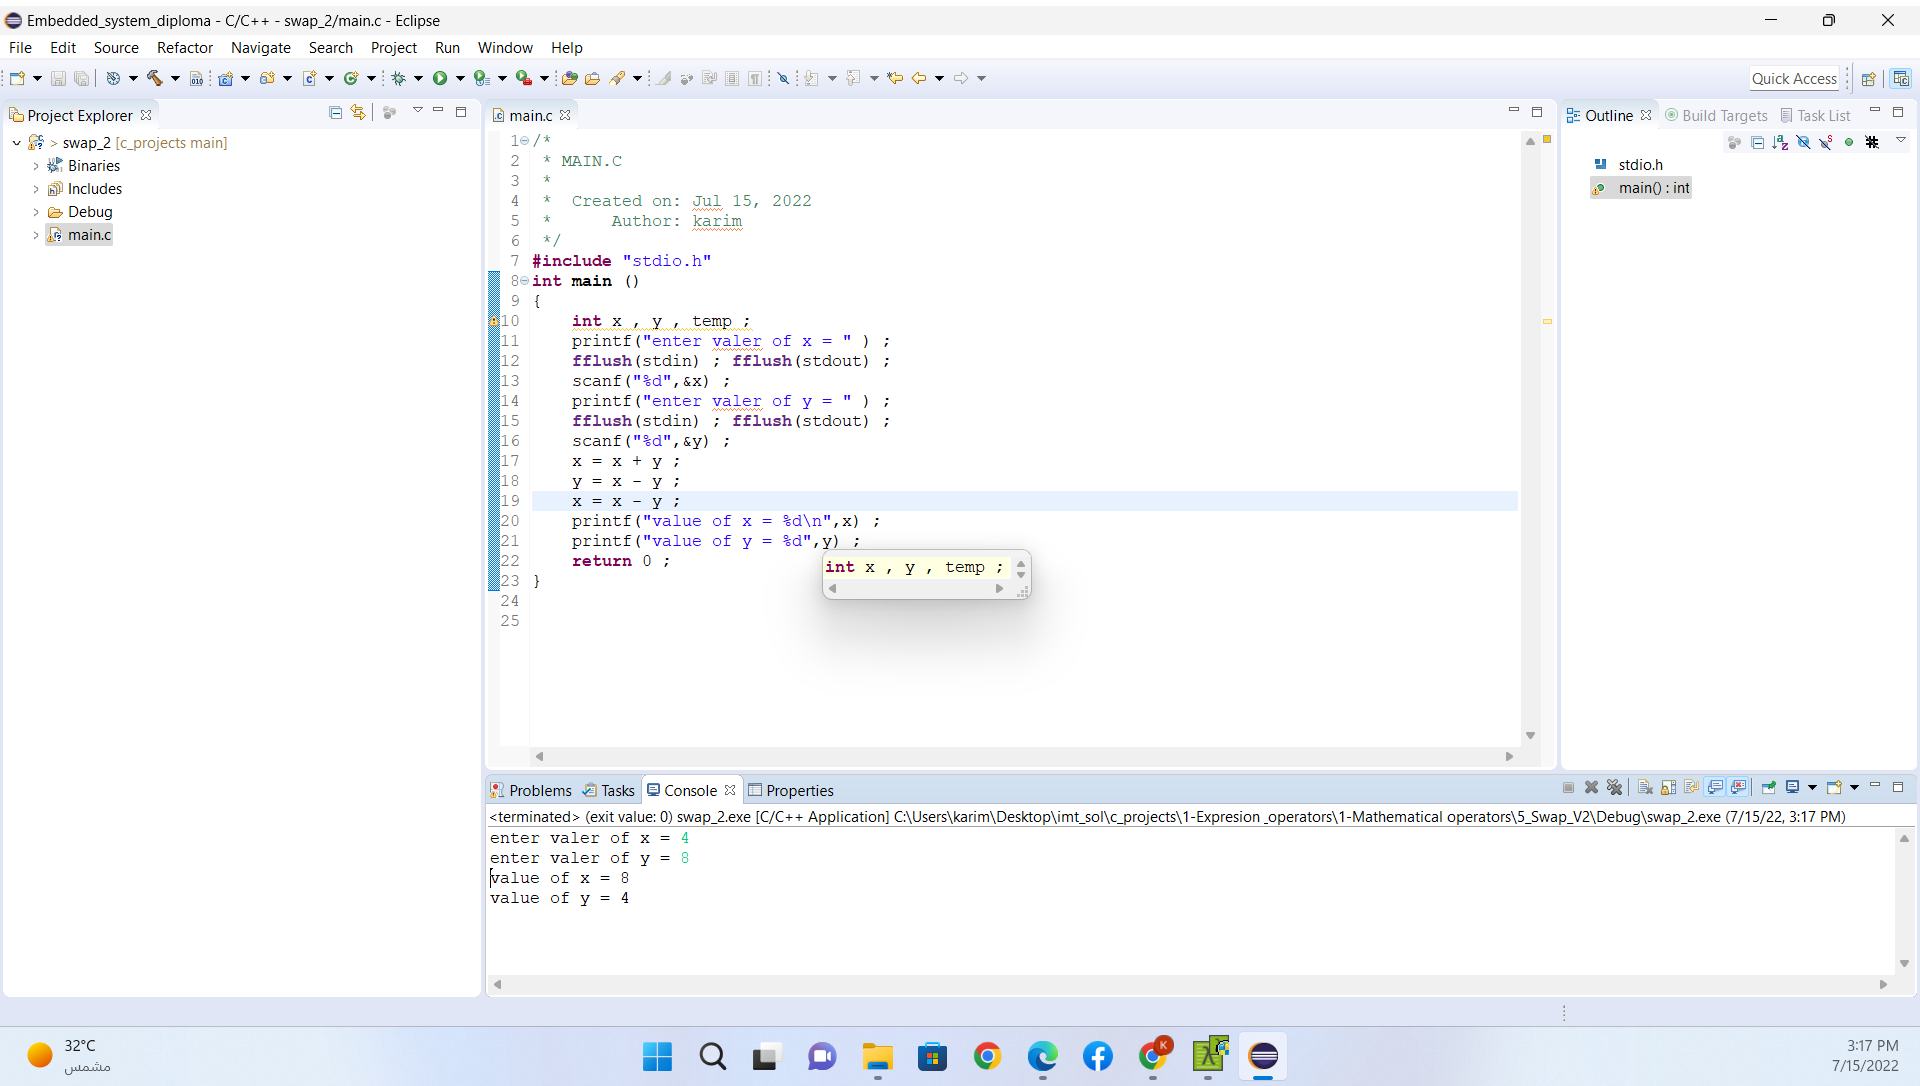 Embedded_system_diploma - C/C++ - swap_2/main.c - Eclipse
File Edit Source Refactor Navigate Search Project Run Window Help
Quick Access
Project Explorer
> swap_2 [c_projects main]
Binaries
Includes
Debug
main.c
main.c
1 /*
2  * MAIN.C
3  *
4  *  Created on: Jul 15, 2022
5  *      Author: karim
6  */
7 #include "stdio.h"
8 int main ()
9 {
10     int x , y , temp ;
11     printf("enter valer of x = " ) ;
12     fflush(stdin) ; fflush(stdout) ;
13     scanf("%d",&x) ;
14     printf("enter valer of y = " ) ;
15     fflush(stdin) ; fflush(stdout) ;
16     scanf("%d",&y) ;
17     x = x + y ;
18     y = x - y ;
19     x = x - y ;
20     printf("value of x = %d\n",x) ;
21     printf("value of y = %d",y) ;
22     return 0 ;
23 }
24
25
int x , y , temp ;
Outline Build Targets Task List
stdio.h
main() : int
Problems Tasks Console Properties
<terminated> (exit value: 0) swap_2.exe [C/C++ Application] C:\Users\karim\Desktop\imt_sol\c_projects\1-Expresion _operators\1-Mathematical operators\5_Swap_V2\Debug\swap_2.exe (7/15/22, 3:17 PM)
enter valer of x = 4
enter valer of y = 8
value of x = 8
value of y = 4
32°C
مشمس
K
3:17 PM
7/15/2022